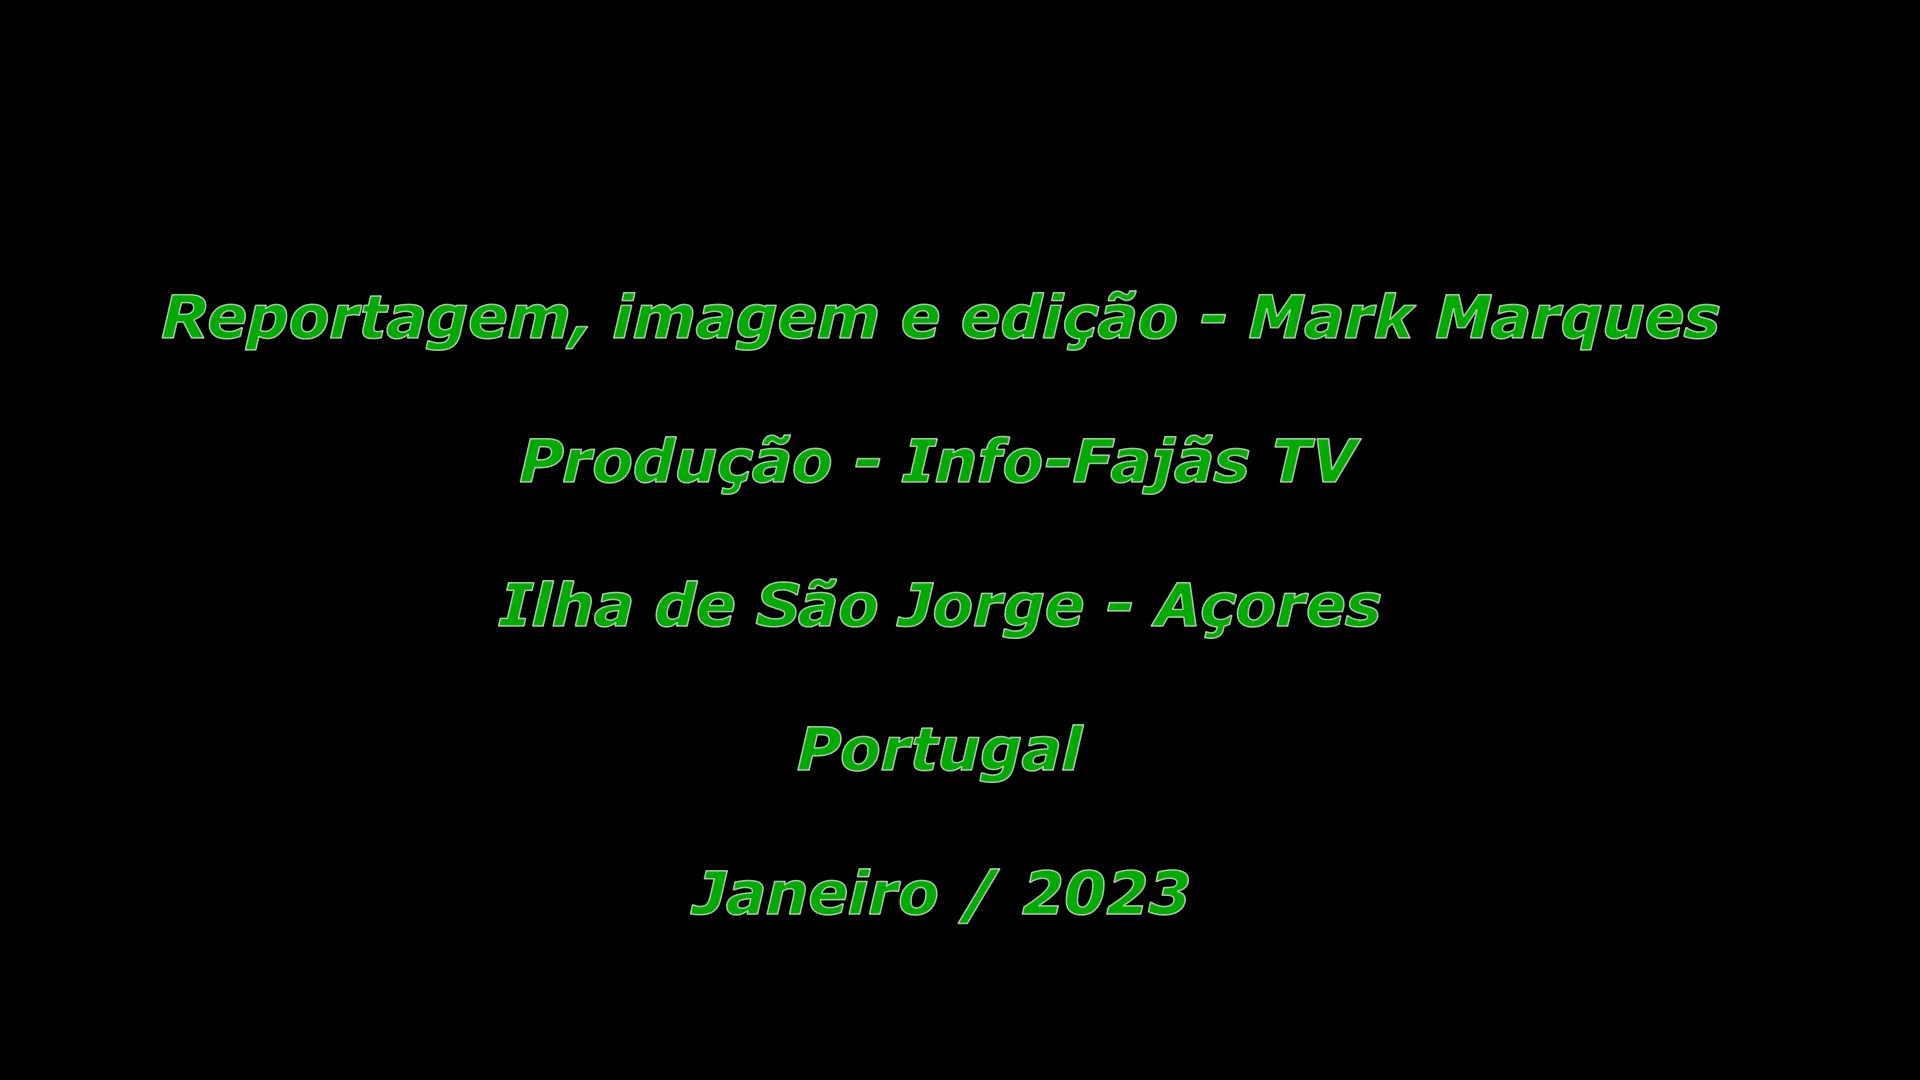 Reportagem, imagem e edição - Mark Marques
Produção - Info-Fajãs TV
Ilha de São Jorge - Açores
Portugal
Janeiro / 2023